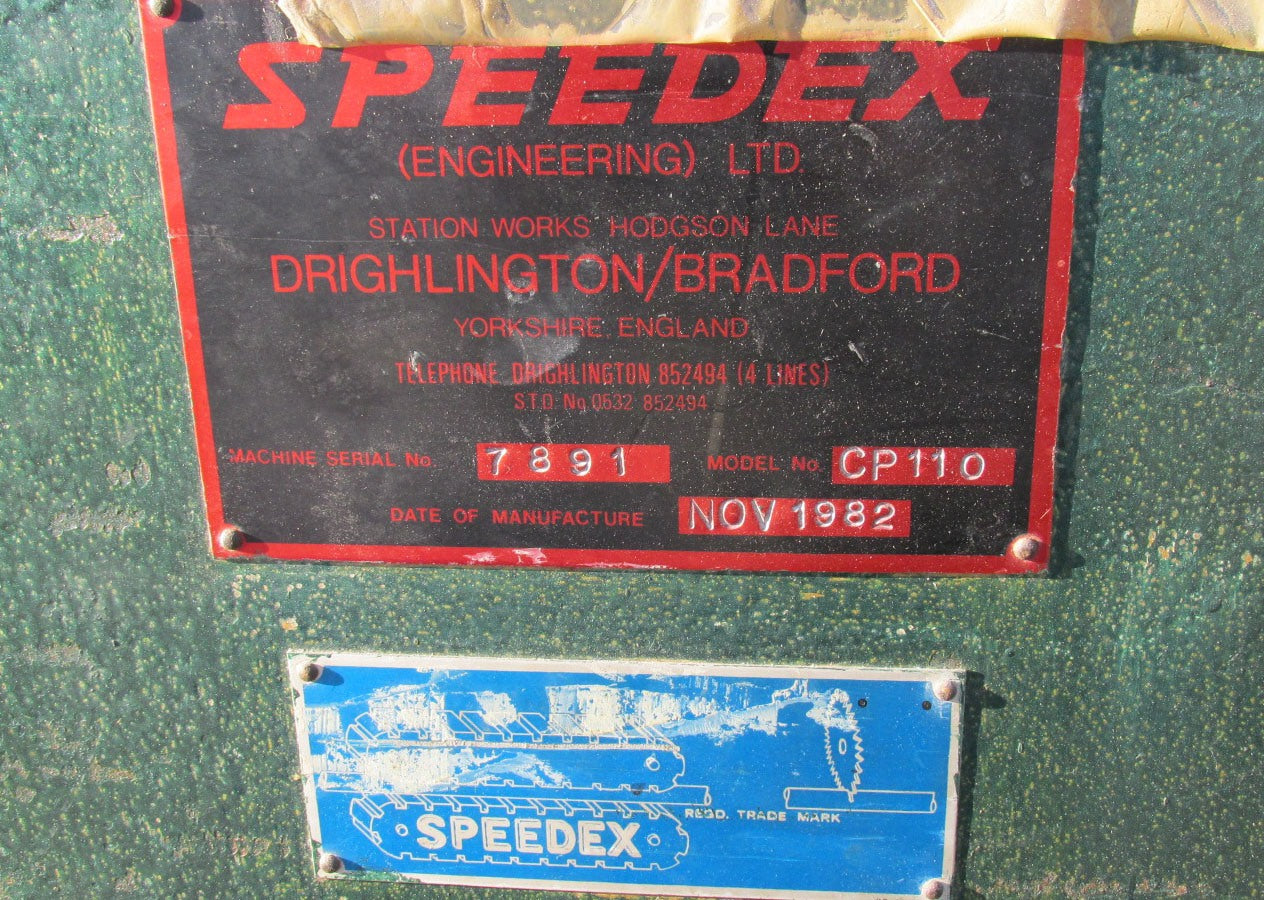 SPEEDEX
(ENGINEERING) LTD.
STATION WORKS, HODGSON LANE
DRIGHLINGTON/BRADFORD
YORKSHIRE, ENGLAND
TELEPHONE DRIGHLINGTON 852494 (4 LINES)
S.T.D. No 0532 852494
MACHINE SERIAL No. 7891 MODEL No. CP110
DATE OF MANUFACTURE NOV 1982
REGD. TRADE MARK
SPEEDEX